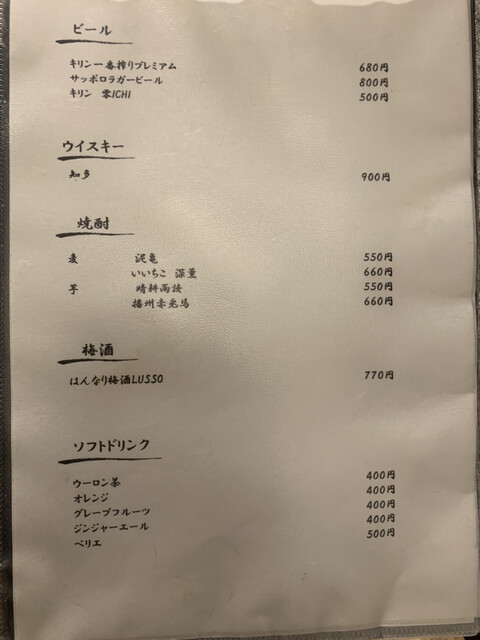 ビール
キリン一番搾りプレミアム 680円
サッポロラガービール 800円
キリン 零ICHI 500円
ウイスキー
知多 900円
焼酎
麦 泥亀 550円
いいちこ 深薫 660円
芋 晴耕雨読 550円
播州赤兎馬 660円
梅酒
はんなり梅酒LUSSO 770円
ソフトドリンク
ウーロン茶 400円
オレンジ 400円
グレープフルーツ 400円
ジンジャーエール 400円
ペリエ 500円